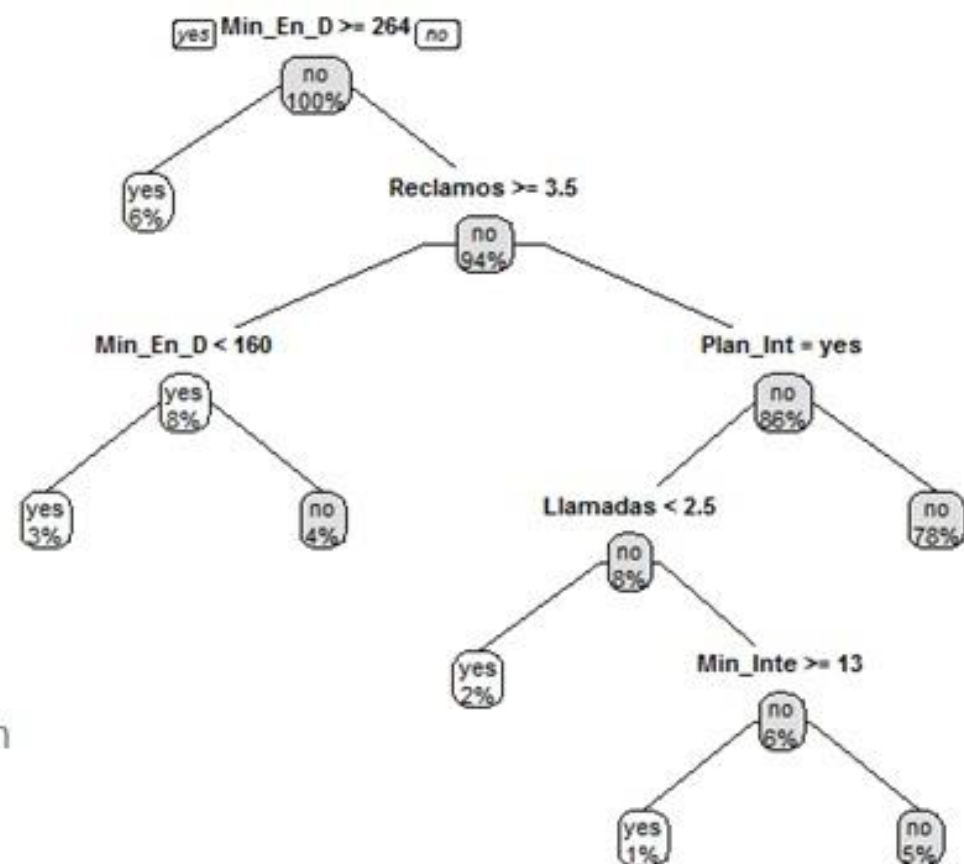 yes Min_En_D >= 264 no
no
100%
yes
6%
Reclamos >= 3.5
no
94%
Min_En_D < 160
yes
8%
Plan_Int = yes
no
86%
yes
3%
no
4%
Llamadas < 2.5
no
8%
no
78%
yes
2%
Min_Inte >= 13
no
6%
n
yes
1%
no
5%